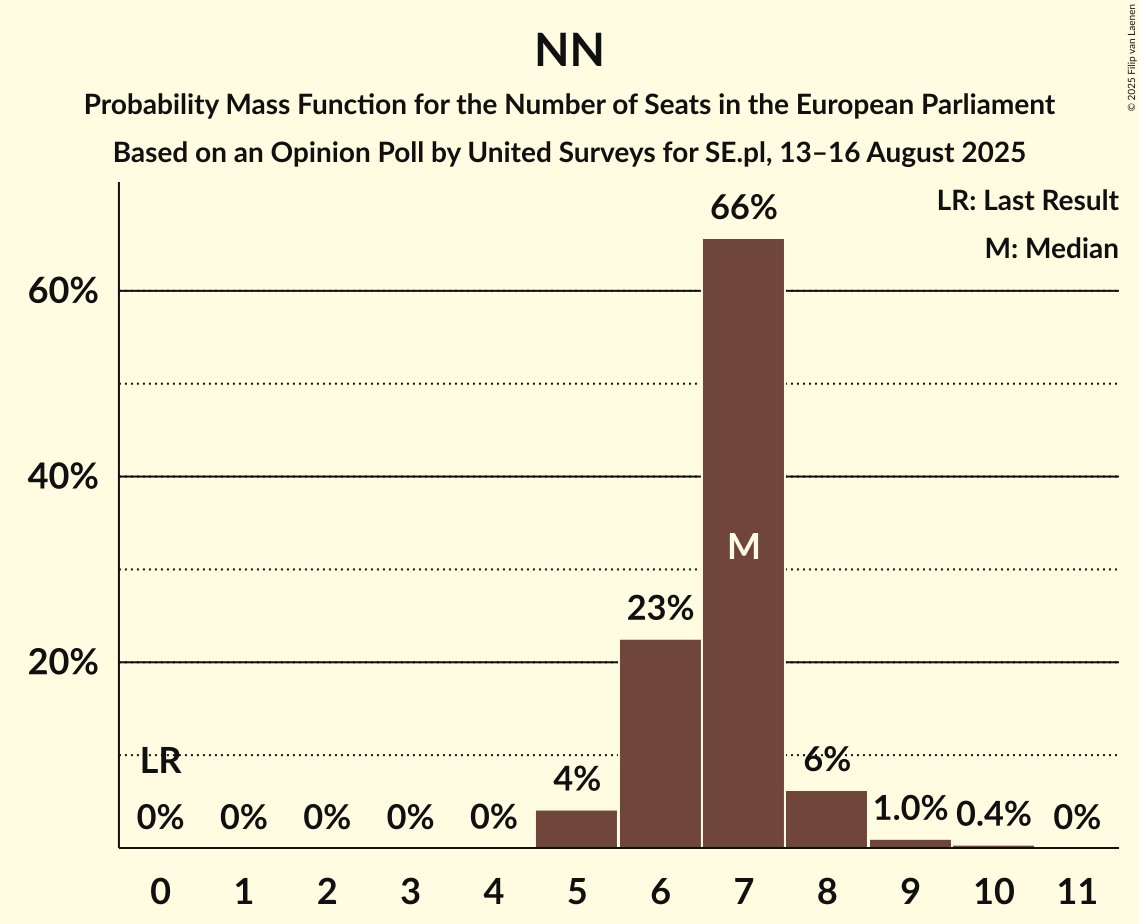 NN
Probability Mass Function for the Number of Seats in the European Parliament
Based on an Opinion Poll by United Surveys for SE.pl, 13–16 August 2025
© 2025 Filip van Laenen
LR: Last Result
M: Median
66%
60%
40%
M
23%
20%
LR
4%
6%
0% 0% 0% 0% 0% 1.0% 0.4% 0%
0 1 2 3 4 5 6 7 8 9 10 11